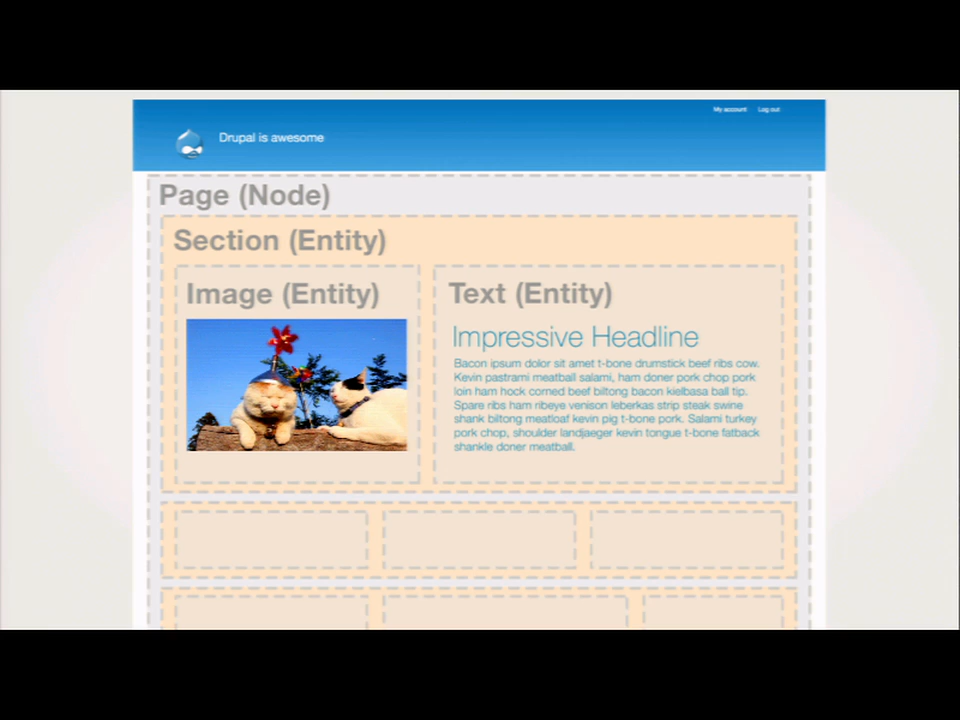 My account Log out
Drupal is awesome
Page (Node)
Section (Entity)
Image (Entity)
Text (Entity)
Impressive Headline
Bacon ipsum dolor sit amet t-bone drumstick beef ribs cow.
Kevin pastrami meatball salami, ham doner pork chop pork
loin ham hock corned beef biltong bacon kielbasa ball tip.
Spare ribs ham ribeye venison leberkas strip steak swine
shank biltong meatloaf kevin pig t-bone pork. Salami turkey
pork chop, shoulder landjaeger kevin tongue t-bone fatback
shankle doner meatball.